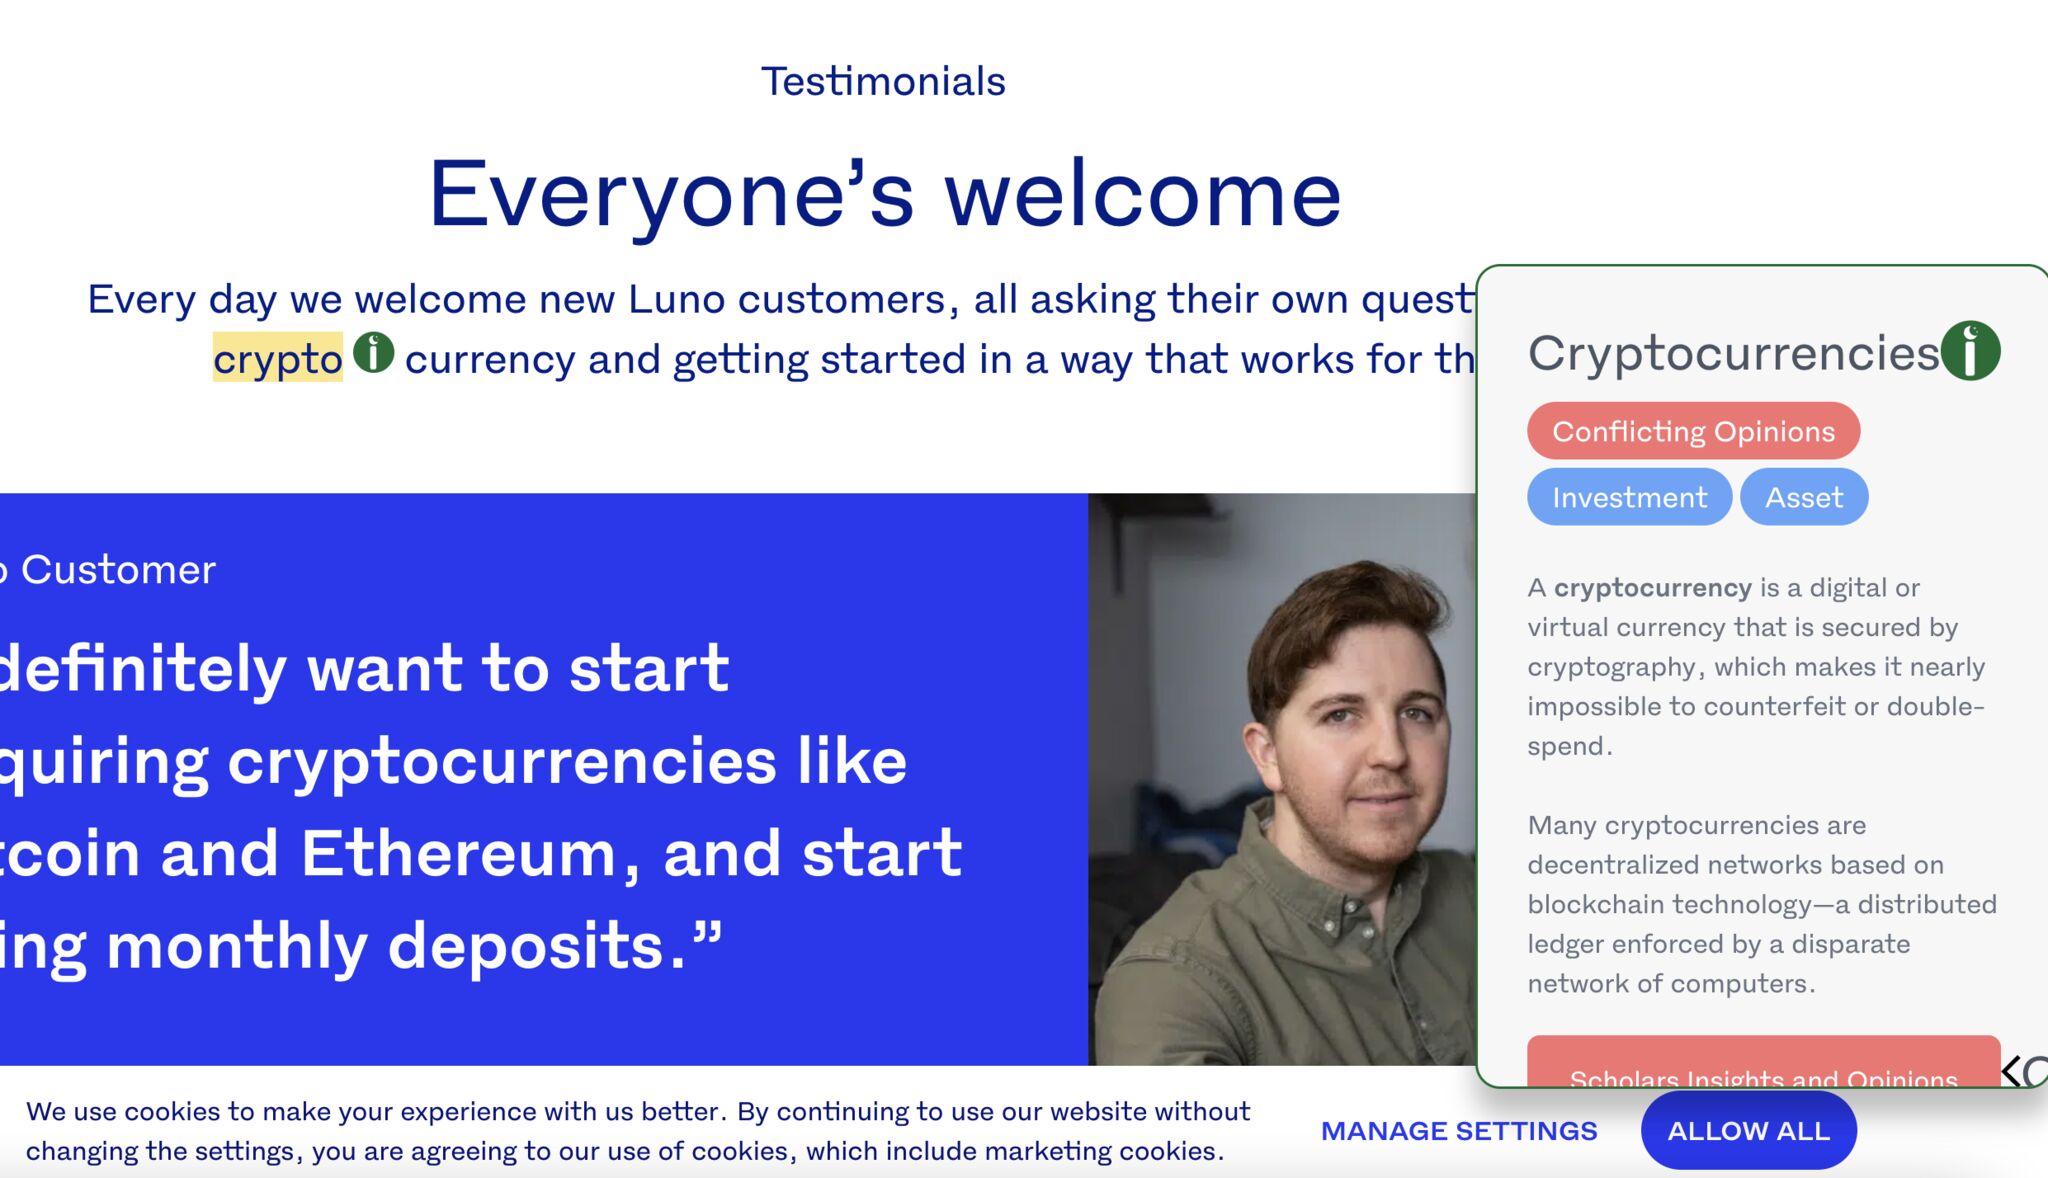 Testimonials
Everyone’s welcome
Every day we welcome new Luno customers, all asking their own quest
crypto i currency and getting started in a way that works for th
o Customer
definitely want to start
quiring cryptocurrencies like
tcoin and Ethereum, and start
ing monthly deposits.”
Cryptocurrencies i
Conflicting Opinions
Investment Asset
A cryptocurrency is a digital or
virtual currency that is secured by
cryptography, which makes it nearly
impossible to counterfeit or double-
spend.
Many cryptocurrencies are
decentralized networks based on
blockchain technology—a distributed
ledger enforced by a disparate
network of computers.
Scholars Insights and Opinions
We use cookies to make your experience with us better. By continuing to use our website without
changing the settings, you are agreeing to our use of cookies, which include marketing cookies.
MANAGE SETTINGS
ALLOW ALL